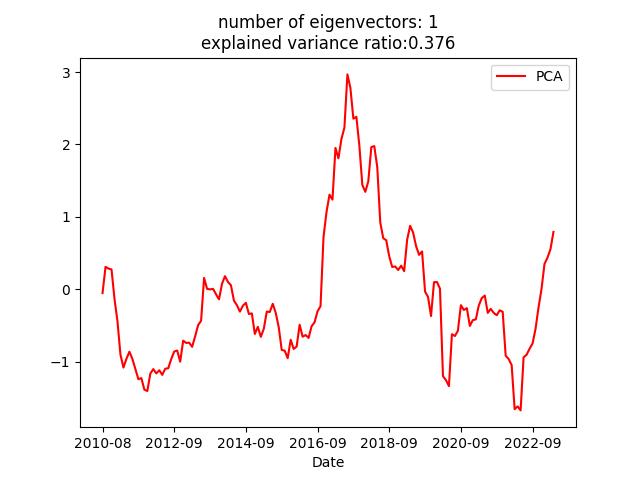 number of eigenvectors: 1
explained variance ratio:0.376
PCA
3
2
1
0
−1
2010-08 2012-09 2014-09 2016-09 2018-09 2020-09 2022-09
Date